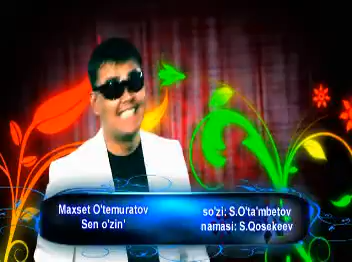 Maxset O'temuratov
Sen o'zin'
so'zi: S.O'ta'mbetov
namasi: S.Qosekeev